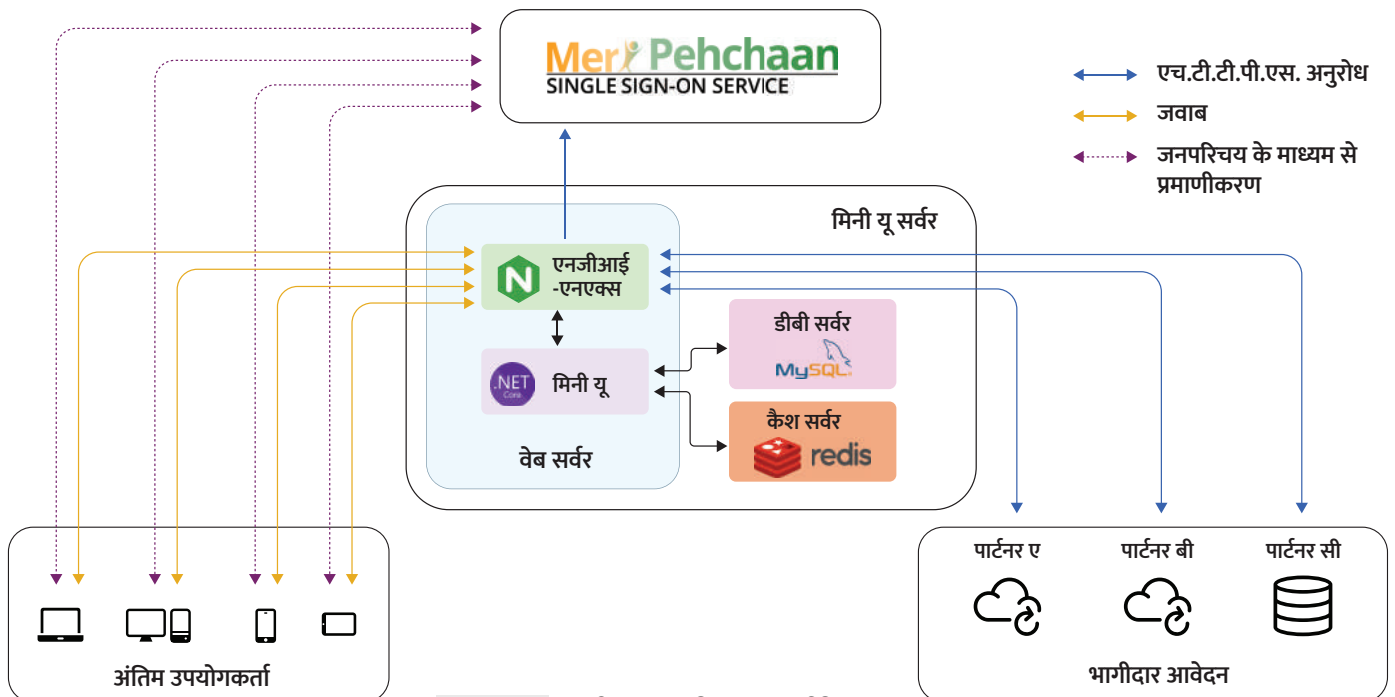 Meri Pehchaan
SINGLE SIGN-ON SERVICE
एच.टी.टी.पी.एस. अनुरोध
जवाब
जनपरिचय के माध्यम से
प्रमाणीकरण
मिनी यू सर्वर
N
एनजीआई
-एनएक्स
डीबी सर्वर
MySQL
.NET
Core
मिनी यू
कैश सर्वर
redis
वेब सर्वर
पार्टनर ए
पार्टनर बी
पार्टनर सी
अंतिम उपयोगकर्ता
भागीदार आवेदन